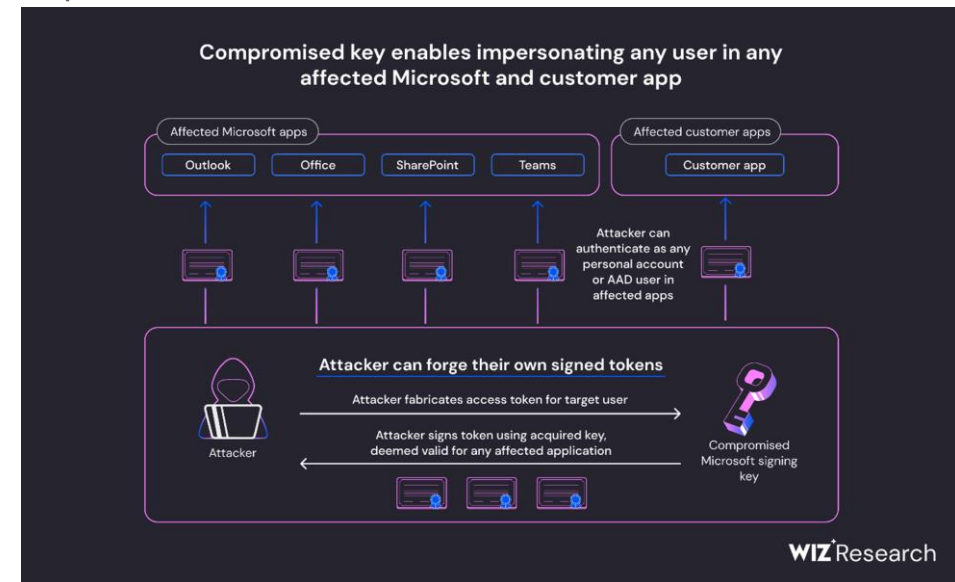 Compromised key enables impersonating any user in any
affected Microsoft and customer app
Affected Microsoft apps
Affected customer apps
Outlook
Office
SharePoint
Teams
Customer app
Attacker can
authenticate as any
personal account
or AAD user in
affected apps
Attacker can forge their own signed tokens
Attacker fabricates access token for target user
Attacker signs token using acquired key,
deemed valid for any affected application
Attacker
Compromised
Microsoft signing
key
WIZ Research